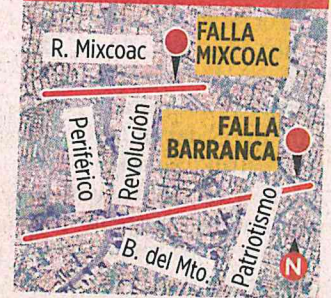 R. Mixcoac
FALLA
MIXCOAC
Periférico
Revolución
FALLA
BARRANCA
B. del Mto.
Patriotismo
N